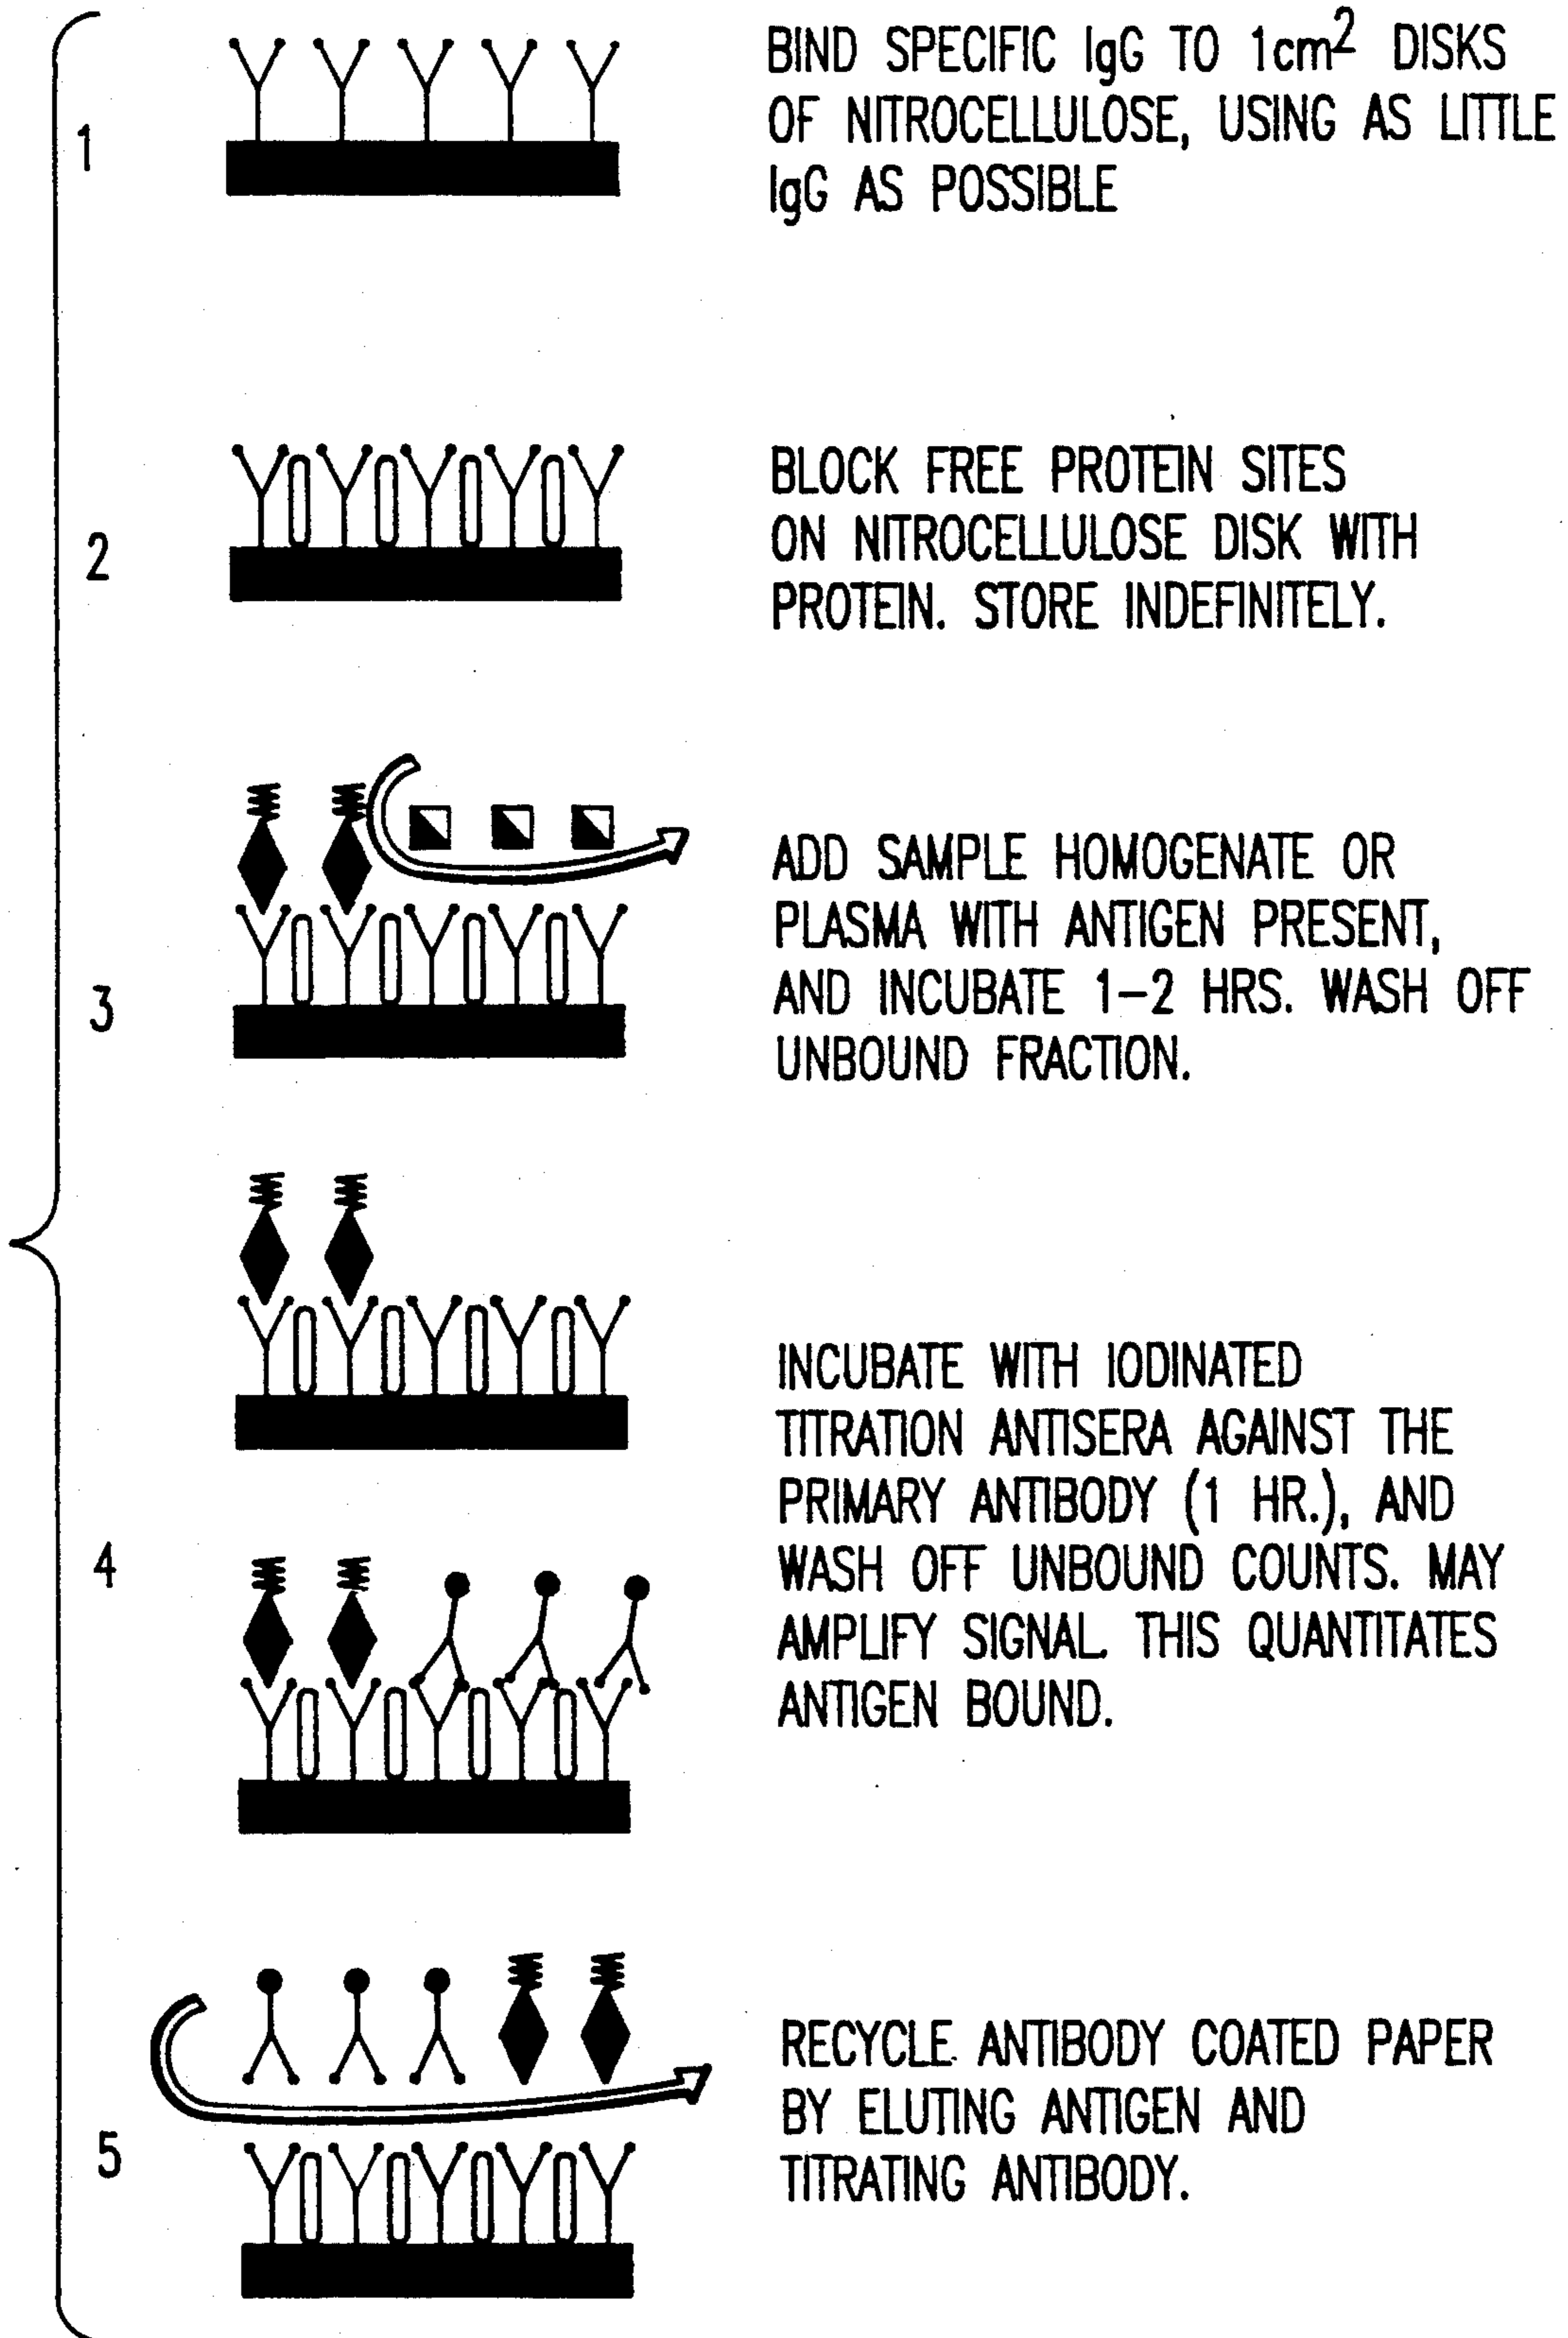 1
BIND SPECIFIC IgG TO 1cm² DISKS
OF NITROCELLULOSE, USING AS LITTLE
IgG AS POSSIBLE
2
BLOCK FREE PROTEIN SITES
ON NITROCELLULOSE DISK WITH
PROTEIN. STORE INDEFINITELY.
3
ADD SAMPLE HOMOGENATE OR
PLASMA WITH ANTIGEN PRESENT,
AND INCUBATE 1-2 HRS. WASH OFF
UNBOUND FRACTION.
4
INCUBATE WITH IODINATED
TITRATION ANTISERA AGAINST THE
PRIMARY ANTIBODY (1 HR.), AND
WASH OFF UNBOUND COUNTS. MAY
AMPLIFY SIGNAL. THIS QUANTITATES
ANTIGEN BOUND.
5
RECYCLE ANTIBODY COATED PAPER
BY ELUTING ANTIGEN AND
TITRATING ANTIBODY.